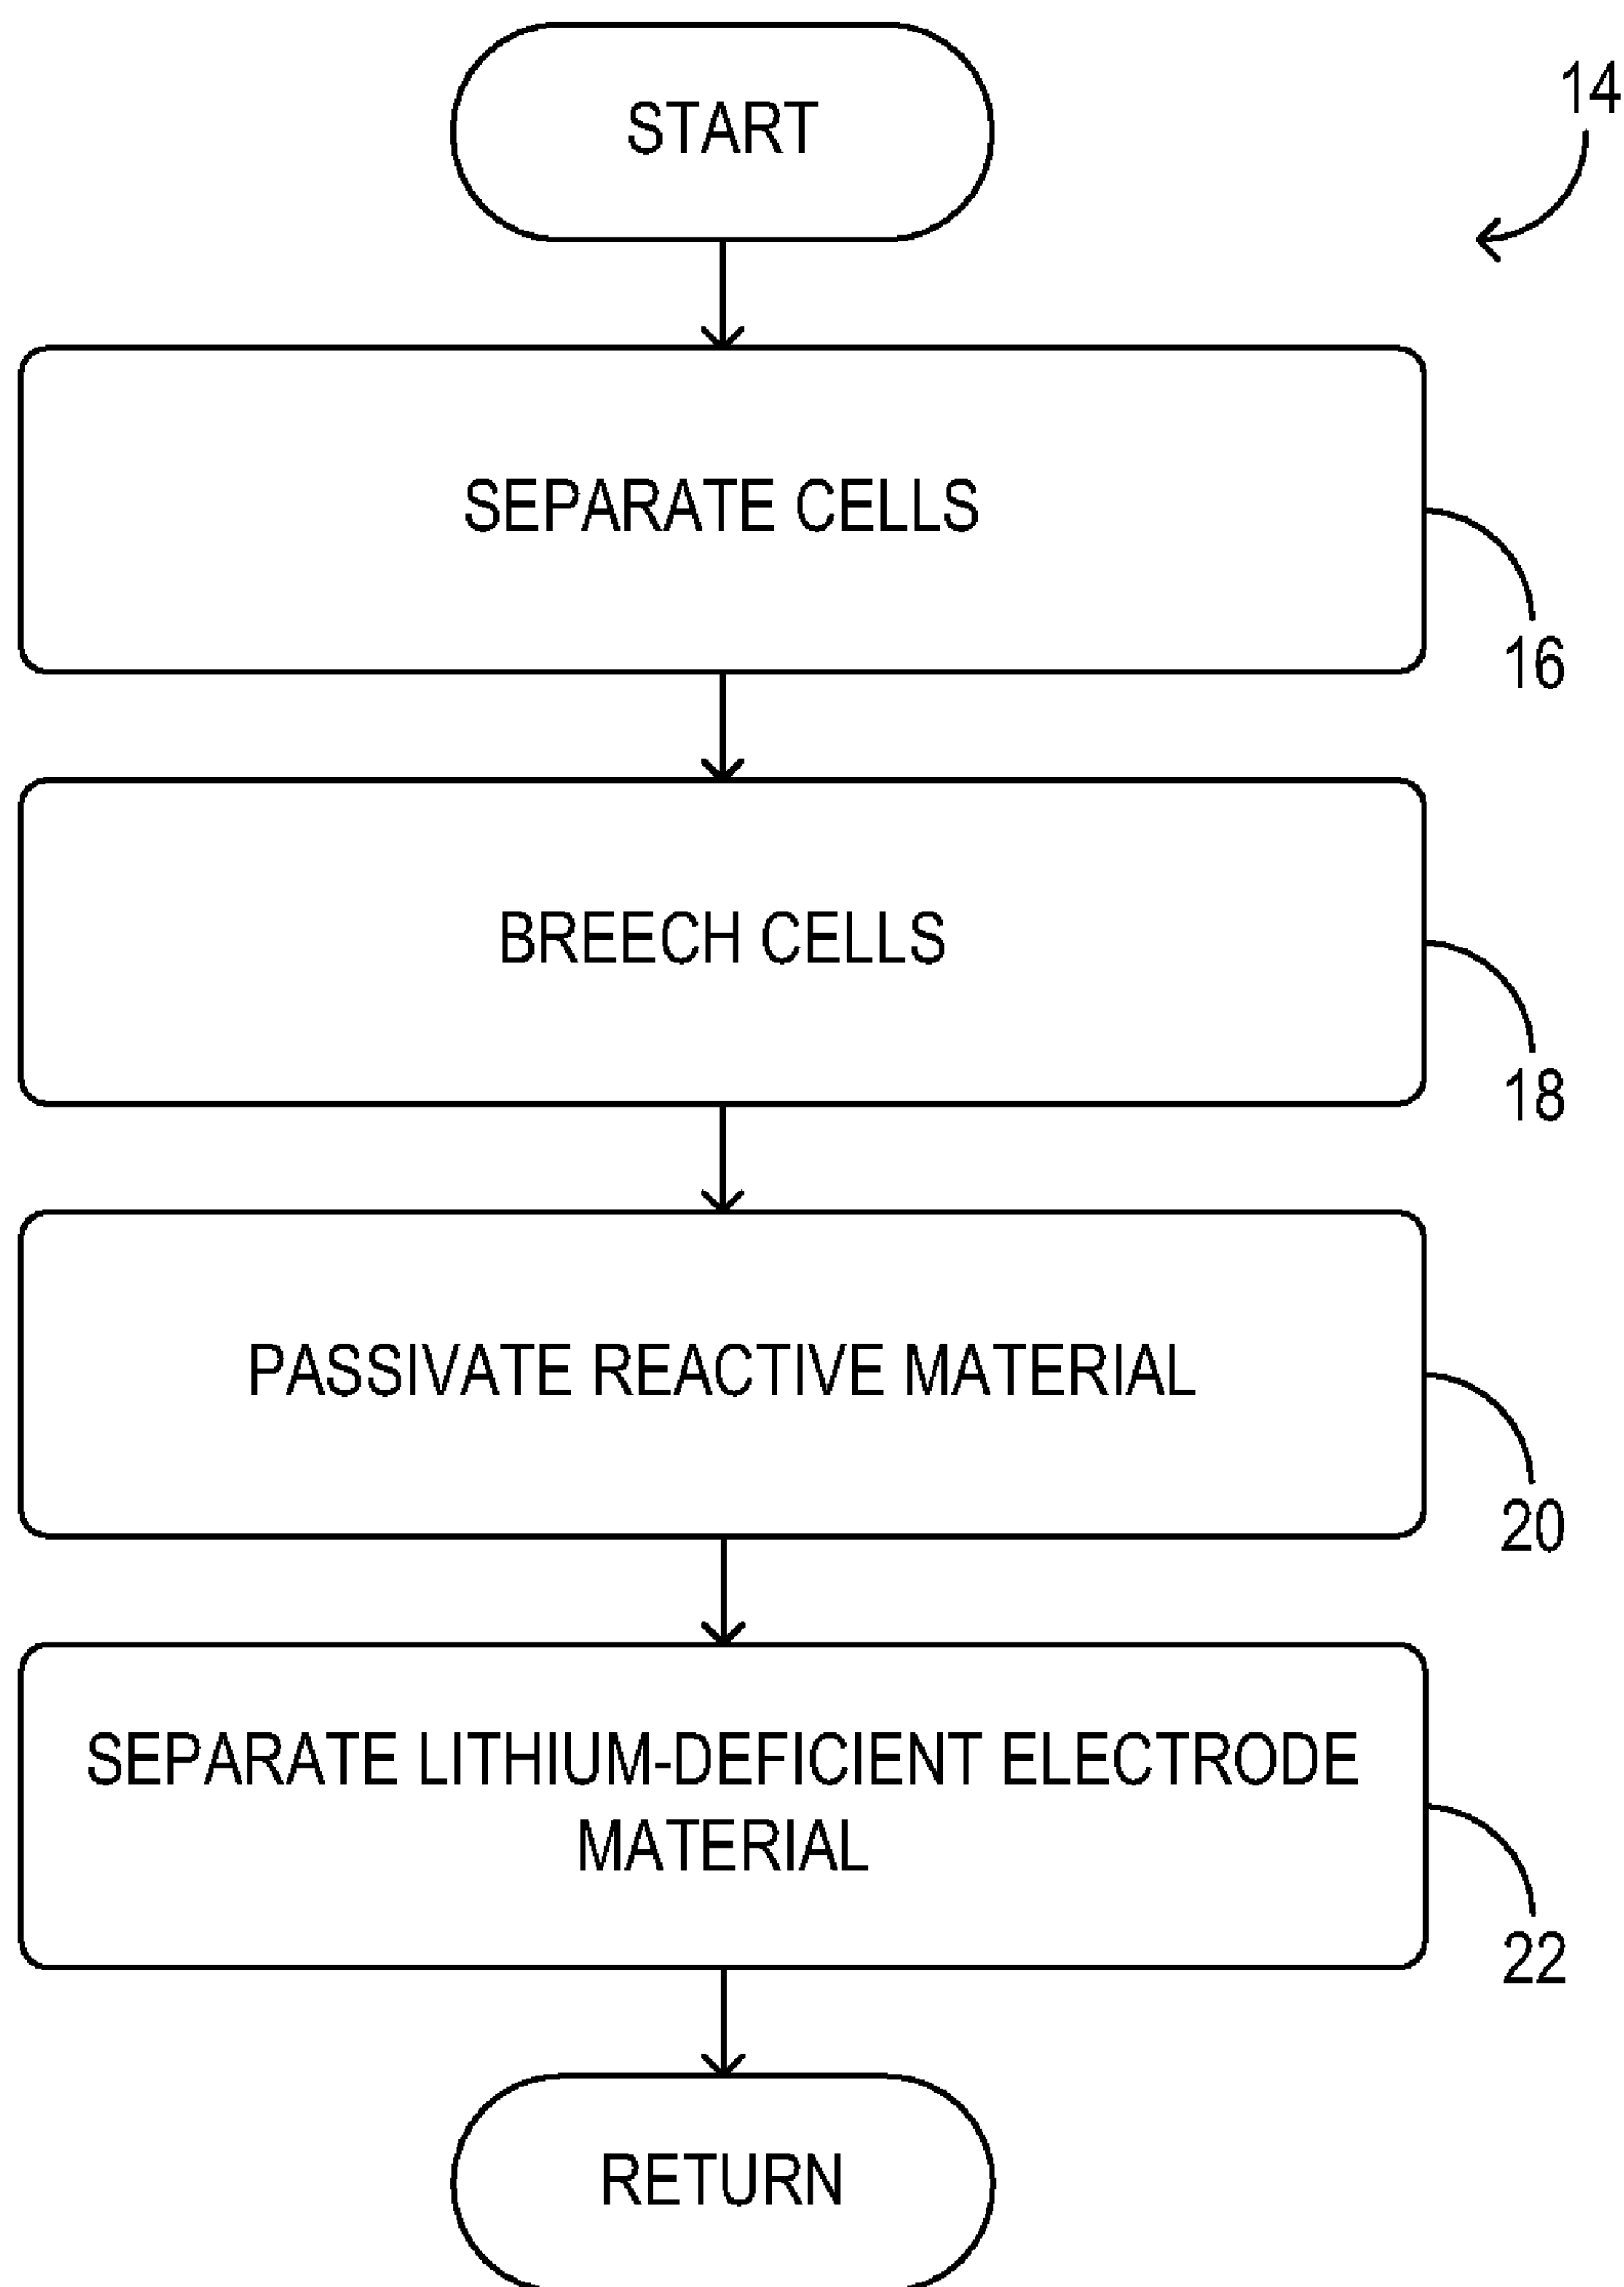 START
14
SEPARATE CELLS
16
BREECH CELLS
18
PASSIVATE REACTIVE MATERIAL
20
SEPARATE LITHIUM-DEFICIENT ELECTRODE
MATERIAL
22
RETURN